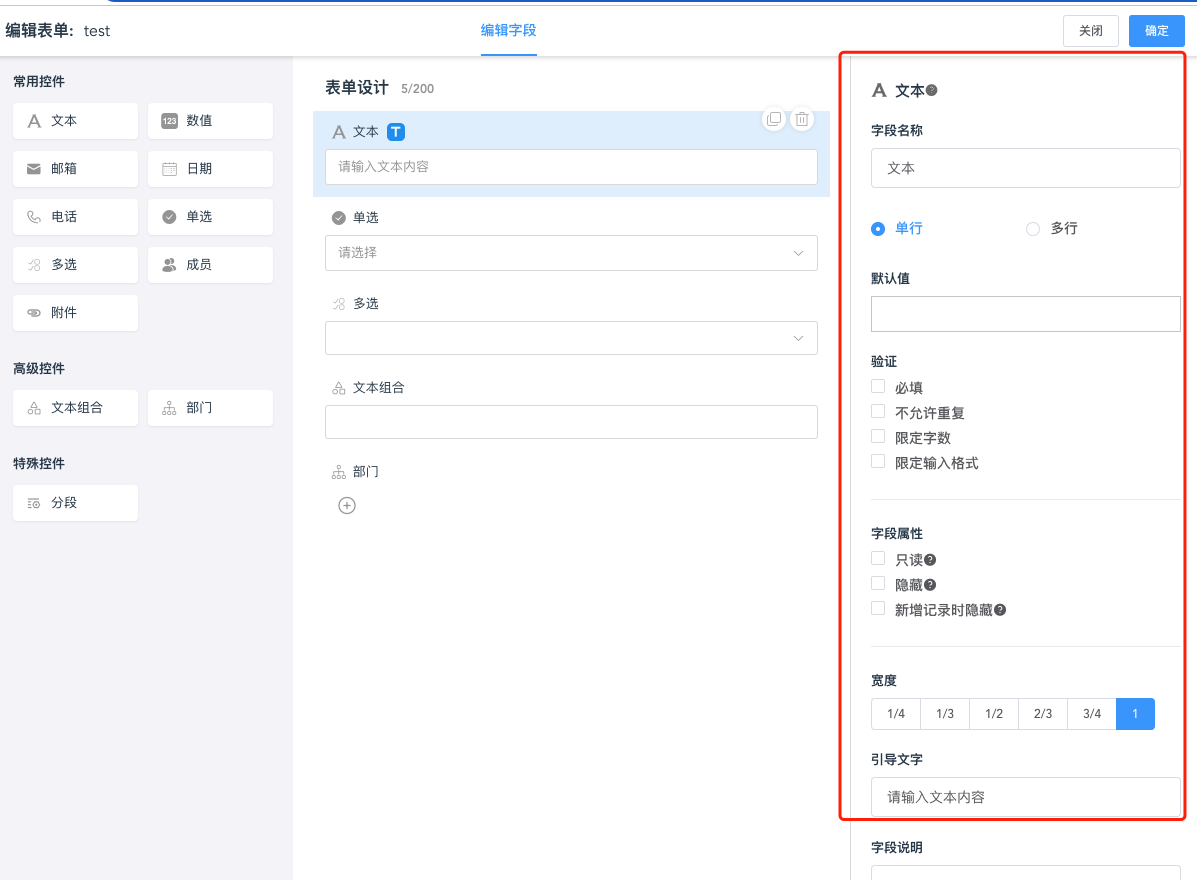 编辑表单: test
编辑字段
关闭
确定
常用控件
文本
123 数值
邮箱
日期
电话
单选
多选
成员
附件
高级控件
文本组合
部门
特殊控件
分段
表单设计 5/200
文本 T
请输入文本内容
单选
请选择
多选
文本组合
部门
A 文本?
字段名称
文本
单行
多行
默认值
验证
必填
不允许重复
限定字数
限定输入格式
字段属性
只读?
隐藏?
新增记录时隐藏?
宽度
1/4 1/3 1/2 2/3 3/4 1
引导文字
请输入文本内容
字段说明